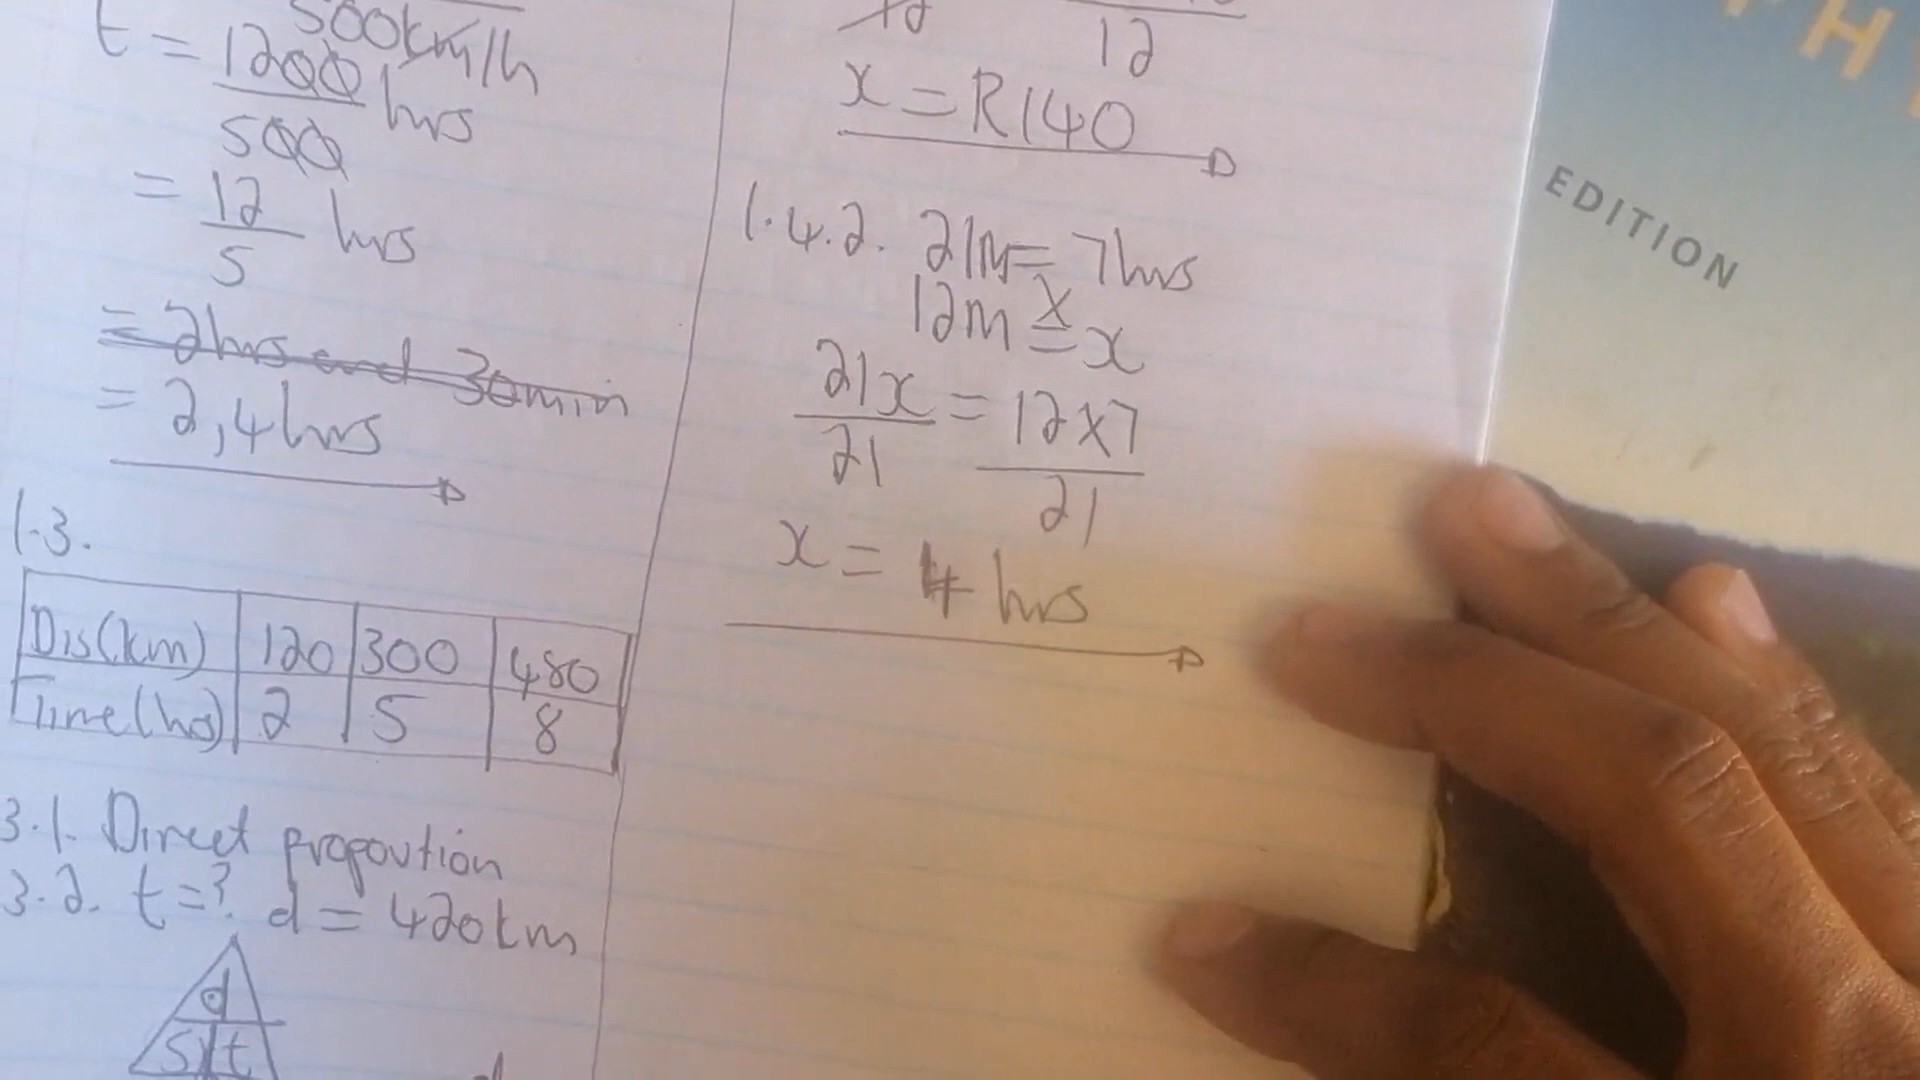 500km/h
t = 1200/500 hrs
= 12/5 hrs
= 2hrs and 30min
= 2,4hrs
1.3.
Dis(km) 120 300 480
Time(hrs) 2 5 8
3.1. Direct proportion
3.2. t=? d = 420km
d
s t
12
12
x = R140
1.4.2. 21M = 7hrs
x
12m = x
21x/21 = 12x7/21
x = 4 hrs
EDITION